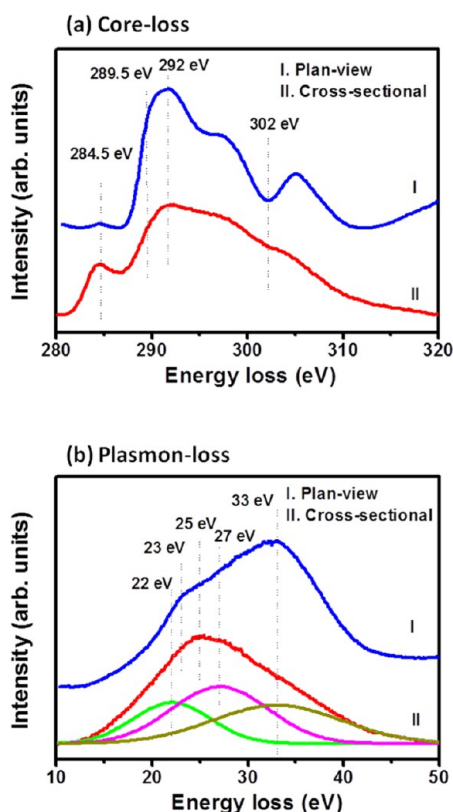 (a) Core-loss
289.5 eV
292 eV
I. Plan-view
II. Cross-sectional
302 eV
284.5 eV
I
II
Intensity (arb. units)
280 290 300 310 320
Energy loss (eV)
(b) Plasmon-loss
33 eV
I. Plan-view
II. Cross-sectional
25 eV
27 eV
23 eV
22 eV
I
II
Intensity (arb. units)
10 20 30 40 50
Energy loss (eV)